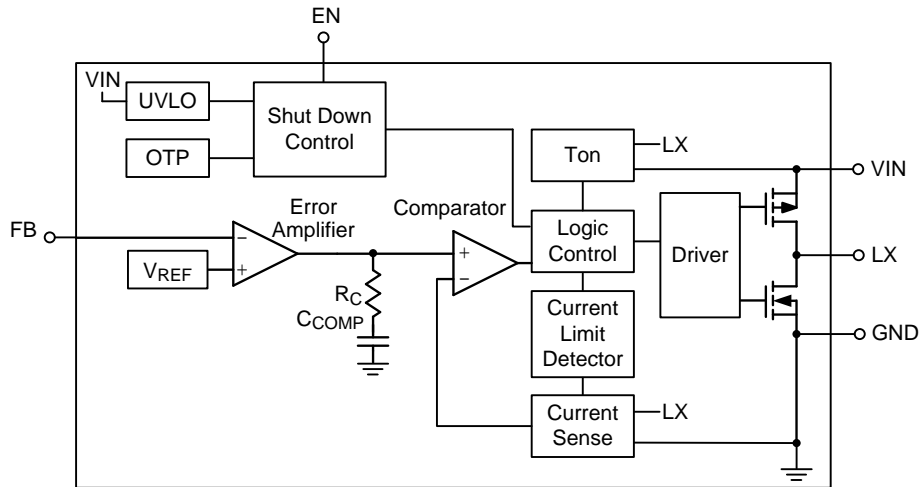 EN
VIN
UVLO
Shut Down
Control
OTP
Ton
LX
VIN
Error
Amplifier
Comparator
Logic
Control
Driver
FB
VREF
LX
RC
CCOMP
Current
Limit
Detector
GND
Current
Sense
LX